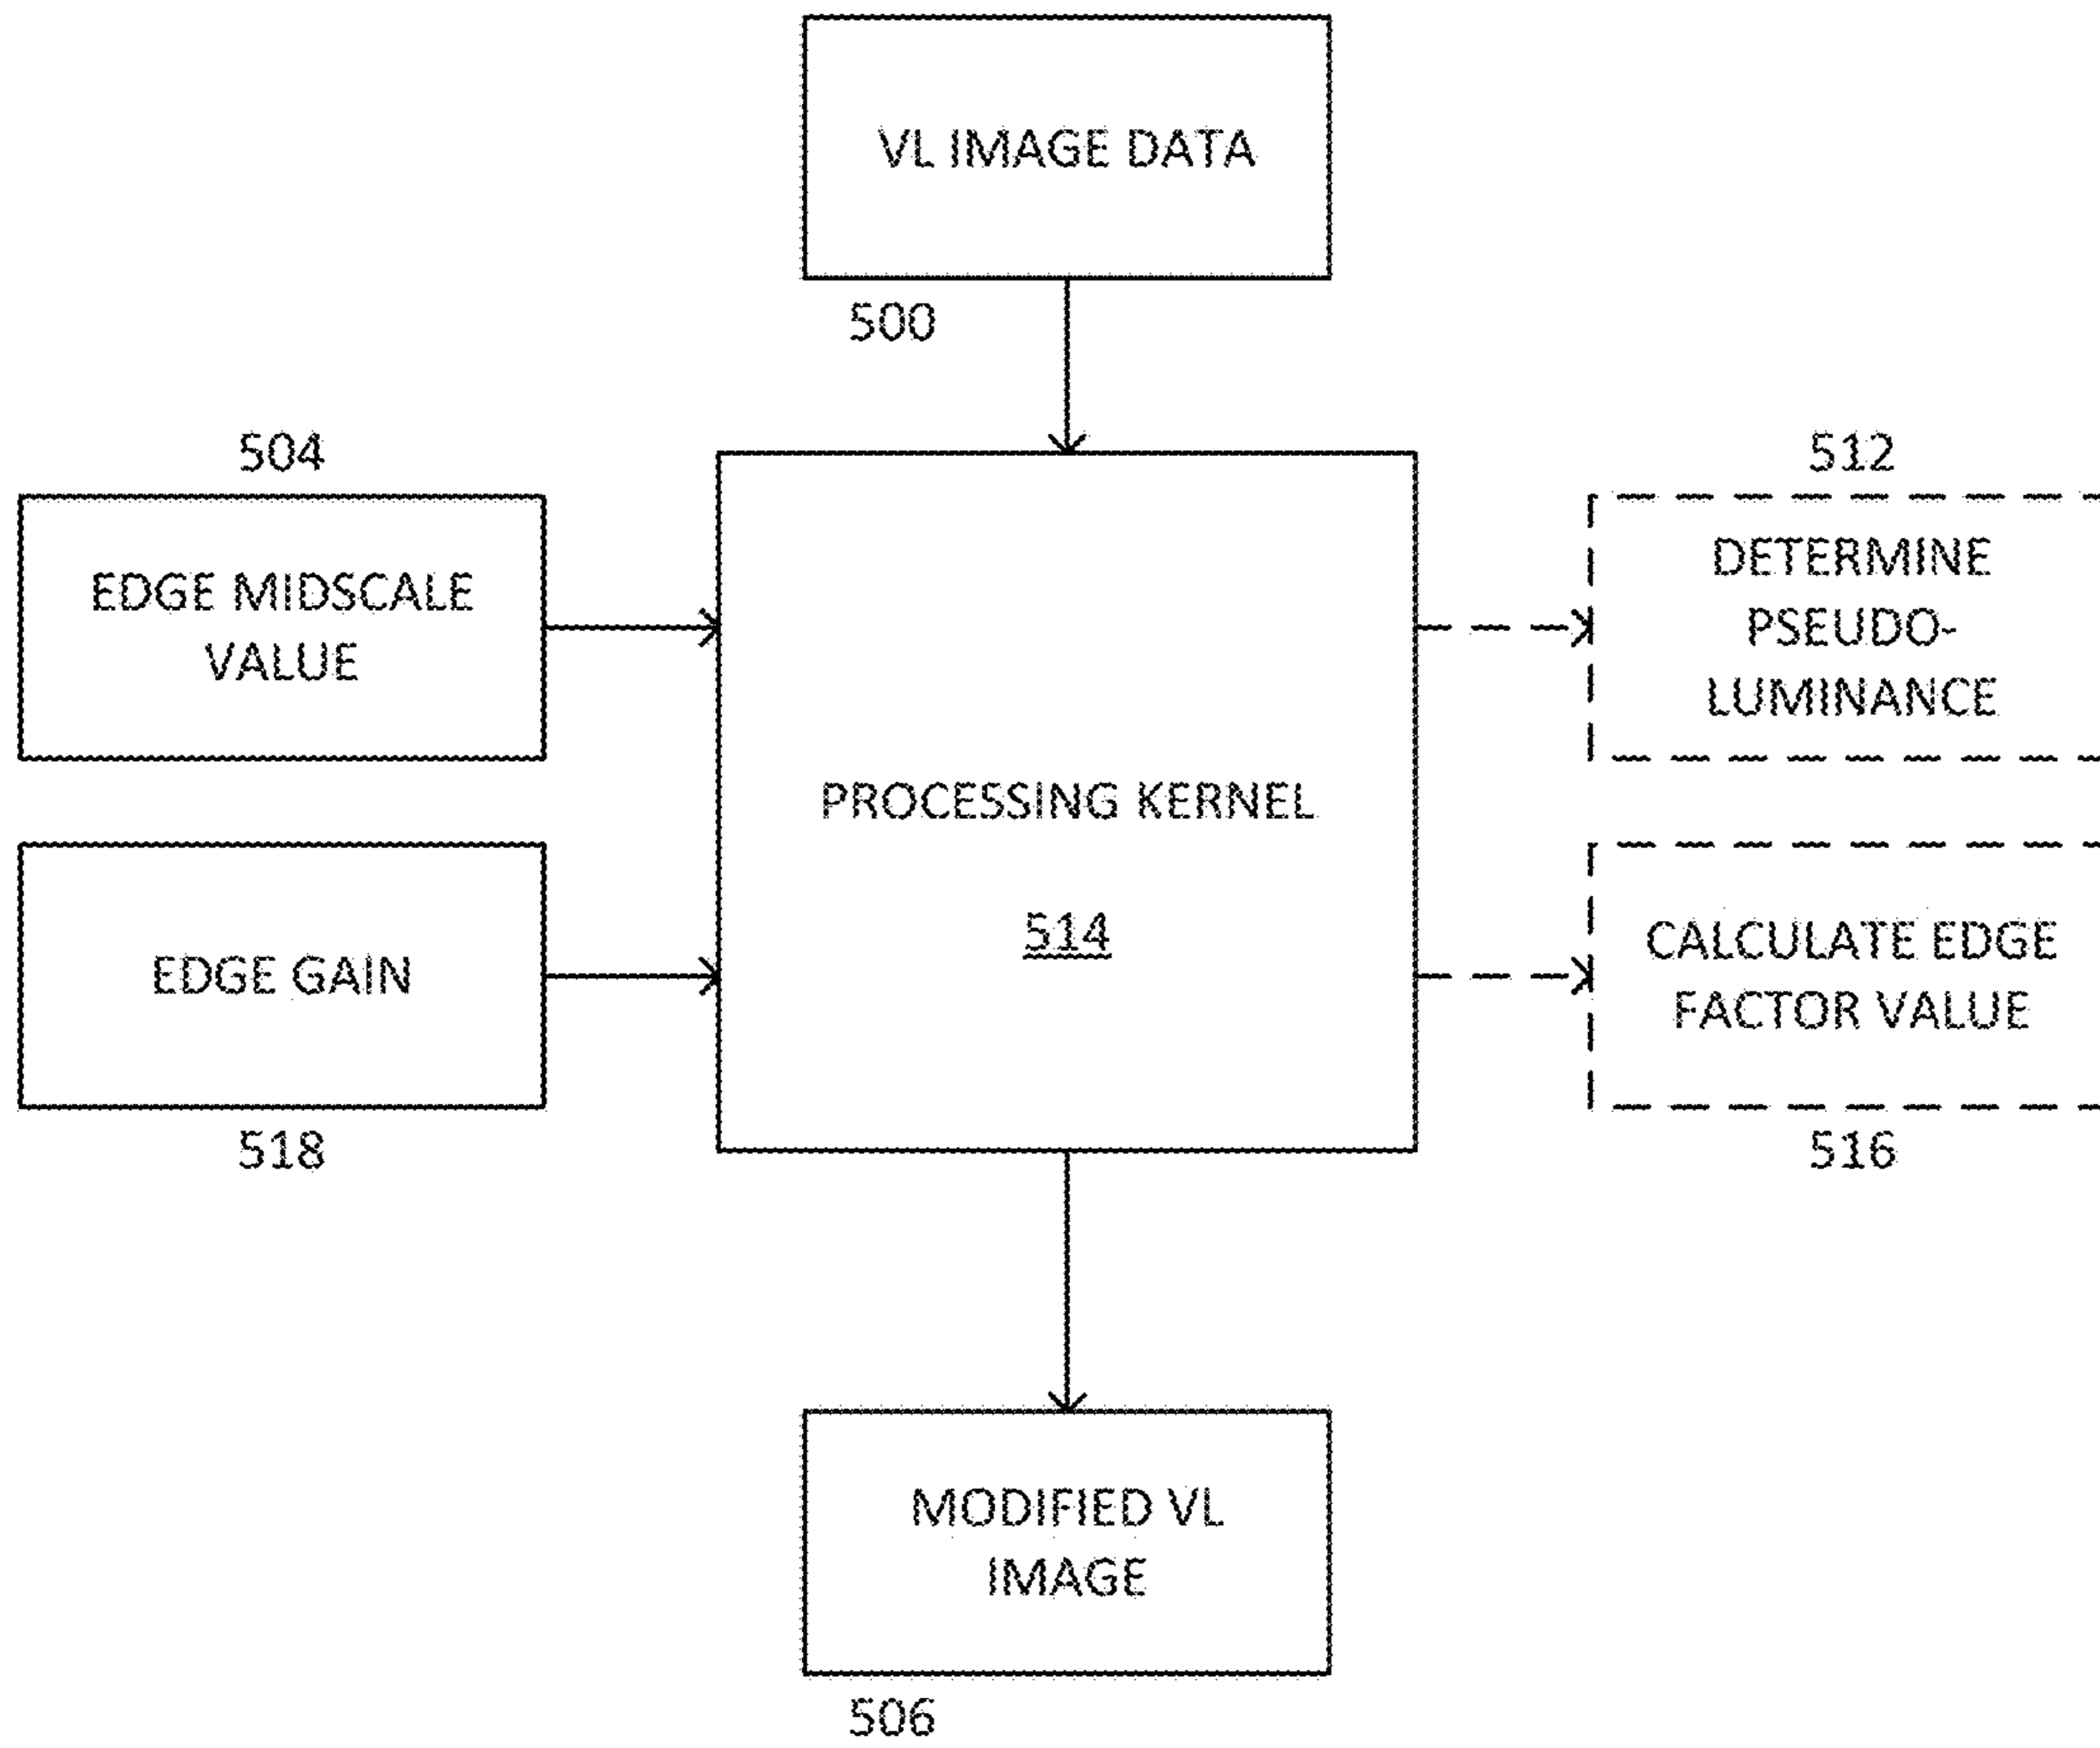 VL IMAGE DATA
500
504
EDGE MIDSCALE
VALUE
EDGE GAIN
518
PROCESSING KERNEL
514
512
DETERMINE
PSEUDO-
LUMINANCE
CALCULATE EDGE
FACTOR VALUE
516
MODIFIED VL
IMAGE
506